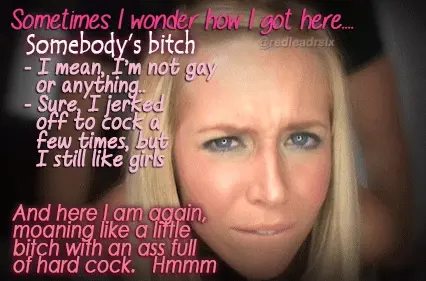 Sometimes I wonder how I got here....
@redleadralx
Somebody's bitch
- I mean, I'm not gay
or anything..
- Sure, I jerked
off to cock a
few times, but
I still like girls
And here I am again,
moaning like a little
bitch with an ass full
of hard cock. Hmmm